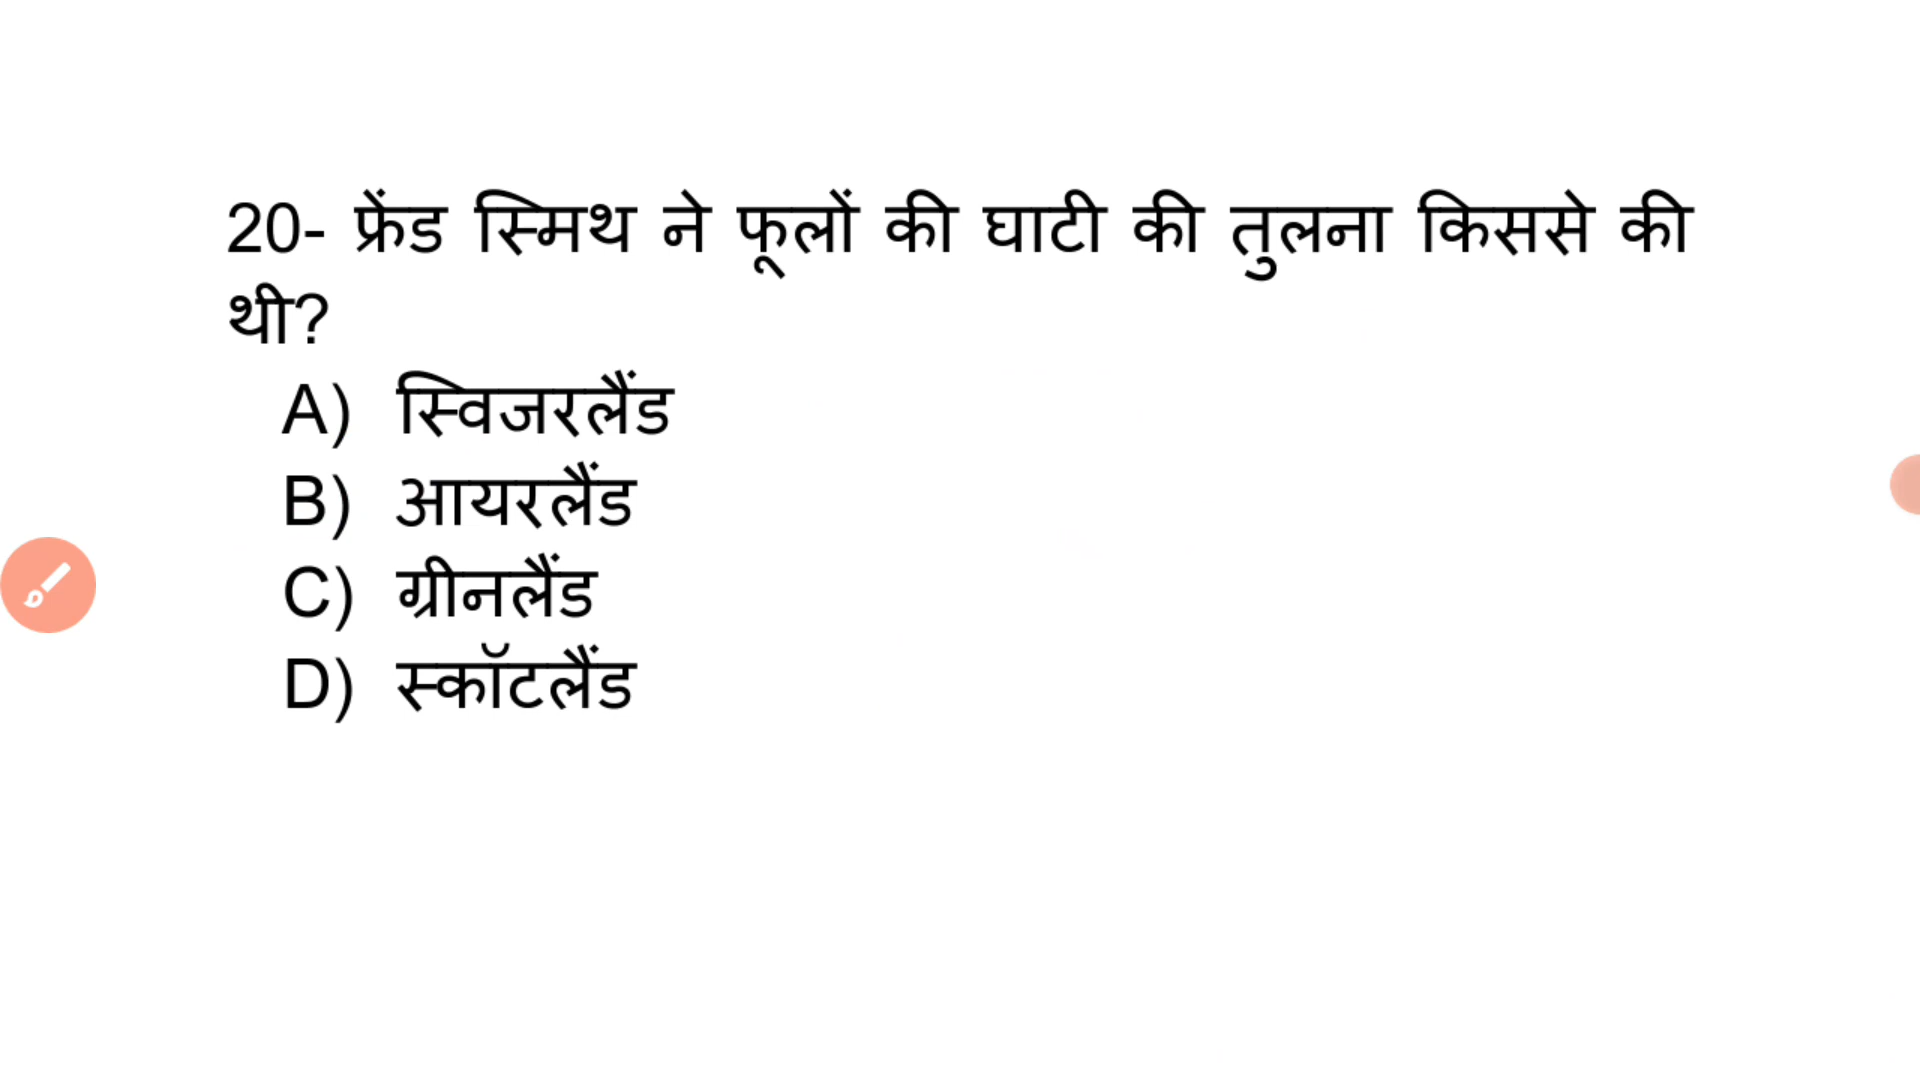 20- फ्रेंड स्मिथ ने फूलों की घाटी की तुलना किससे की
थी?
A) स्विजरलैंड
B) आयरलैंड
C) ग्रीनलैंड
D) स्कॉटलैंड